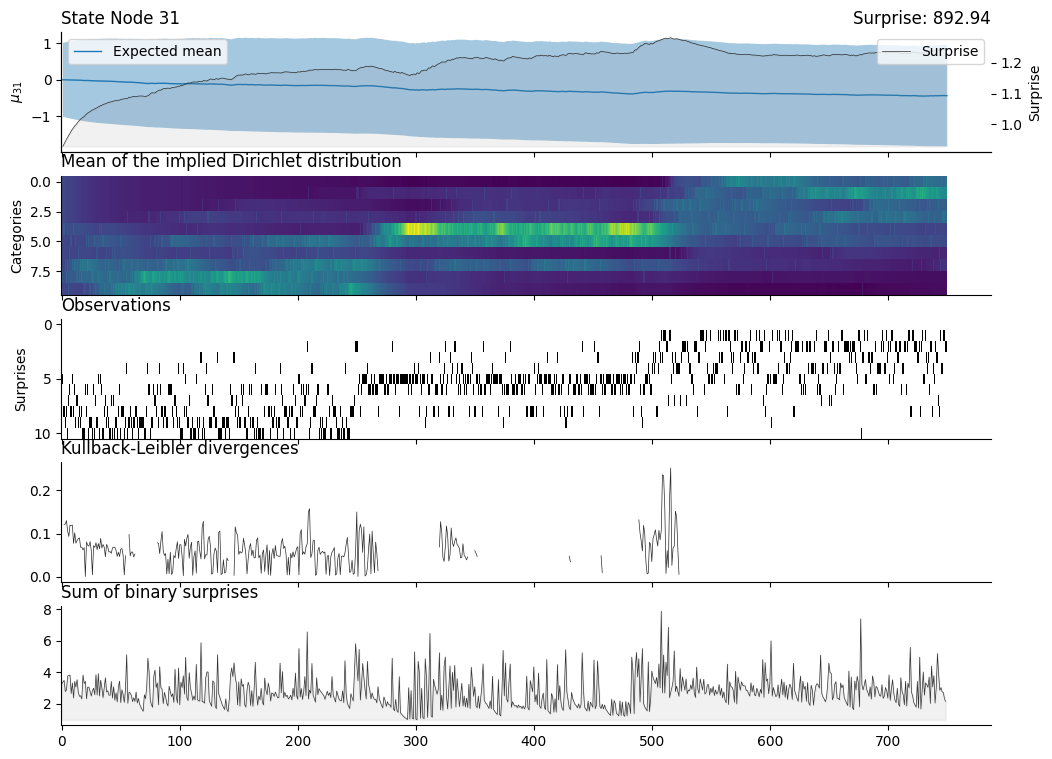 State Node 31
Surprise: 892.94
1
0
−1
μ31
Expected mean
Surprise
1.2
1.1
1.0
Surprise
Mean of the implied Dirichlet distribution
0.0
2.5
5.0
7.5
Categories
Observations
0
5
10
Surprises
Kullback-Leibler divergences
0.2
0.1
0.0
Sum of binary surprises
8
6
4
2
0 100 200 300 400 500 600 700